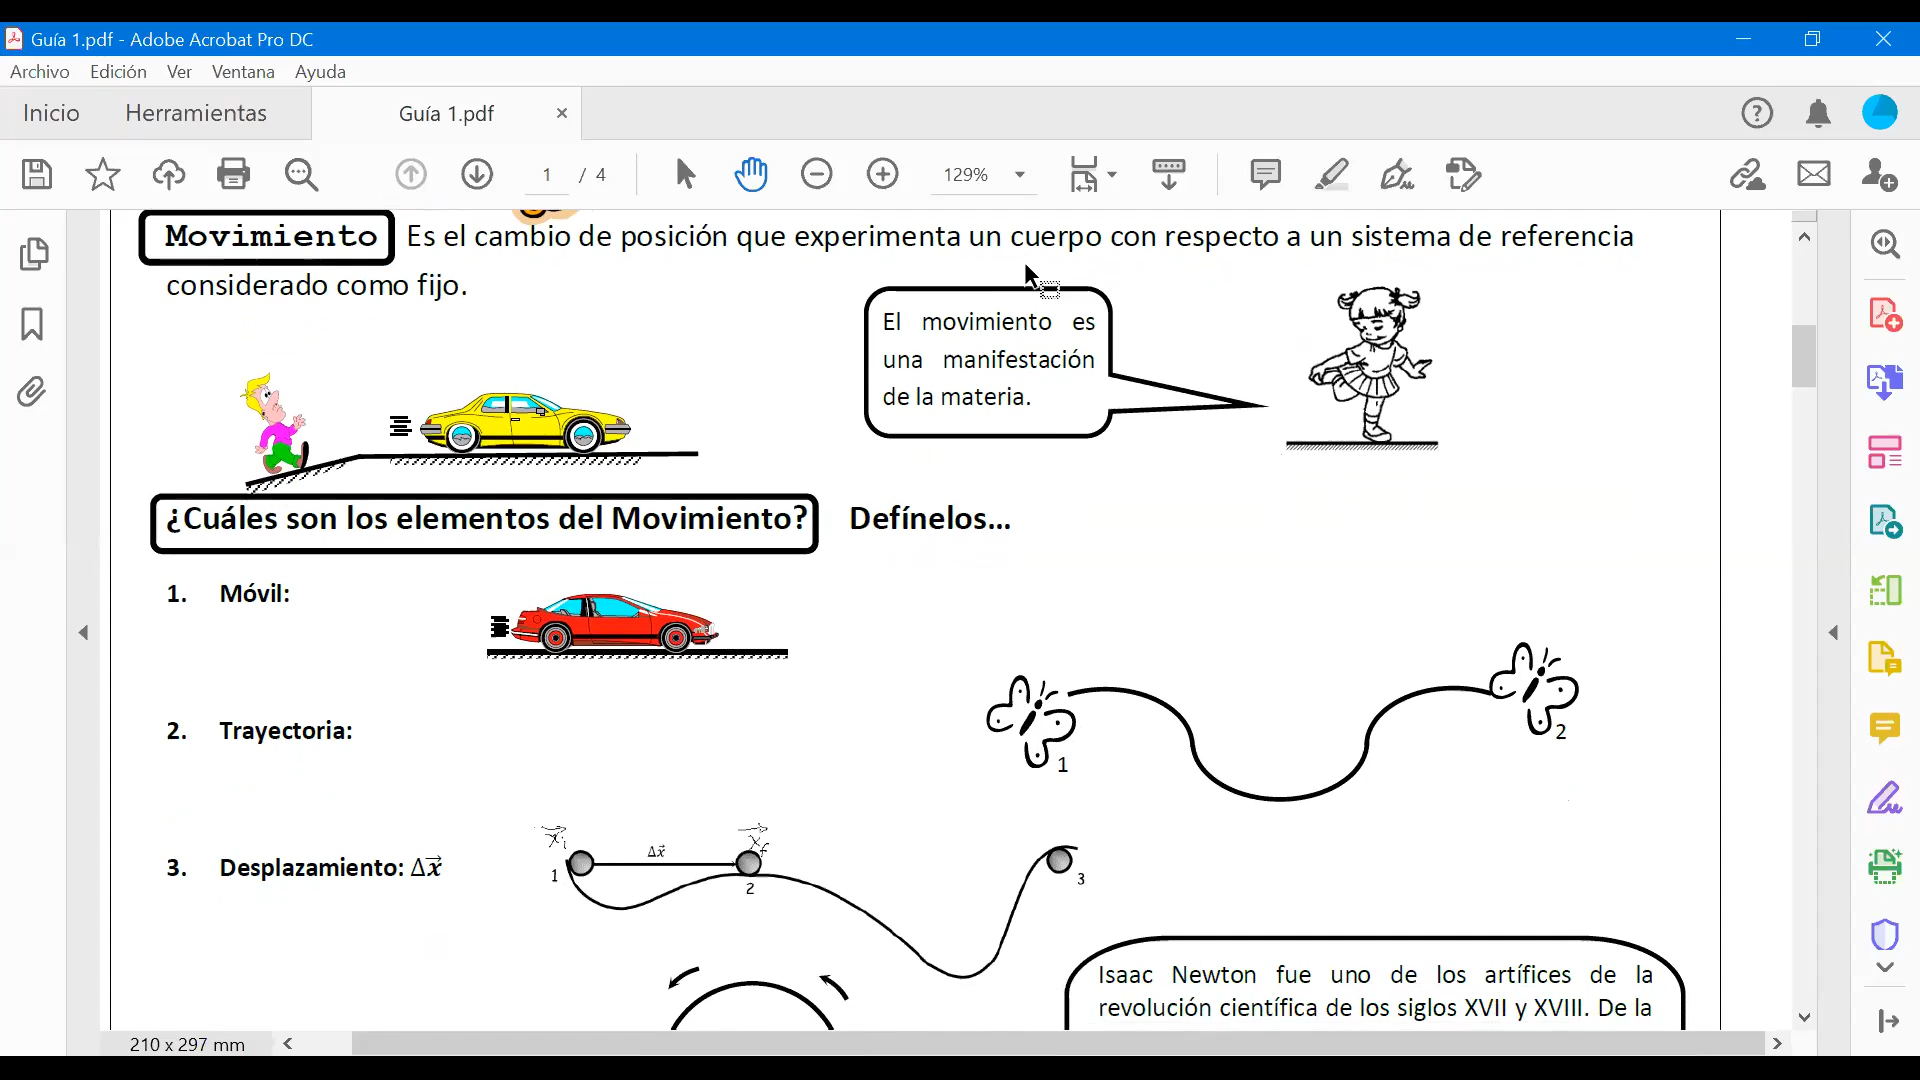 Guía 1.pdf - Adobe Acrobat Pro DC
Archivo Edición Ver Ventana Ayuda
Inicio Herramientas Guía 1.pdf
1 / 4 129%
Movimiento Es el cambio de posición que experimenta un cuerpo con respecto a un sistema de referencia
considerado como fijo.
El movimiento es
una manifestación
de la materia.
¿Cuáles son los elementos del Movimiento? Defínelos...
1. Móvil:
2. Trayectoria:
1
2
3. Desplazamiento: Δx⃗
x⃗i Δx⃗ x⃗f
1 2 3
Isaac Newton fue uno de los artífices de la
revolución científica de los siglos XVII y XVIII. De la
210 x 297 mm